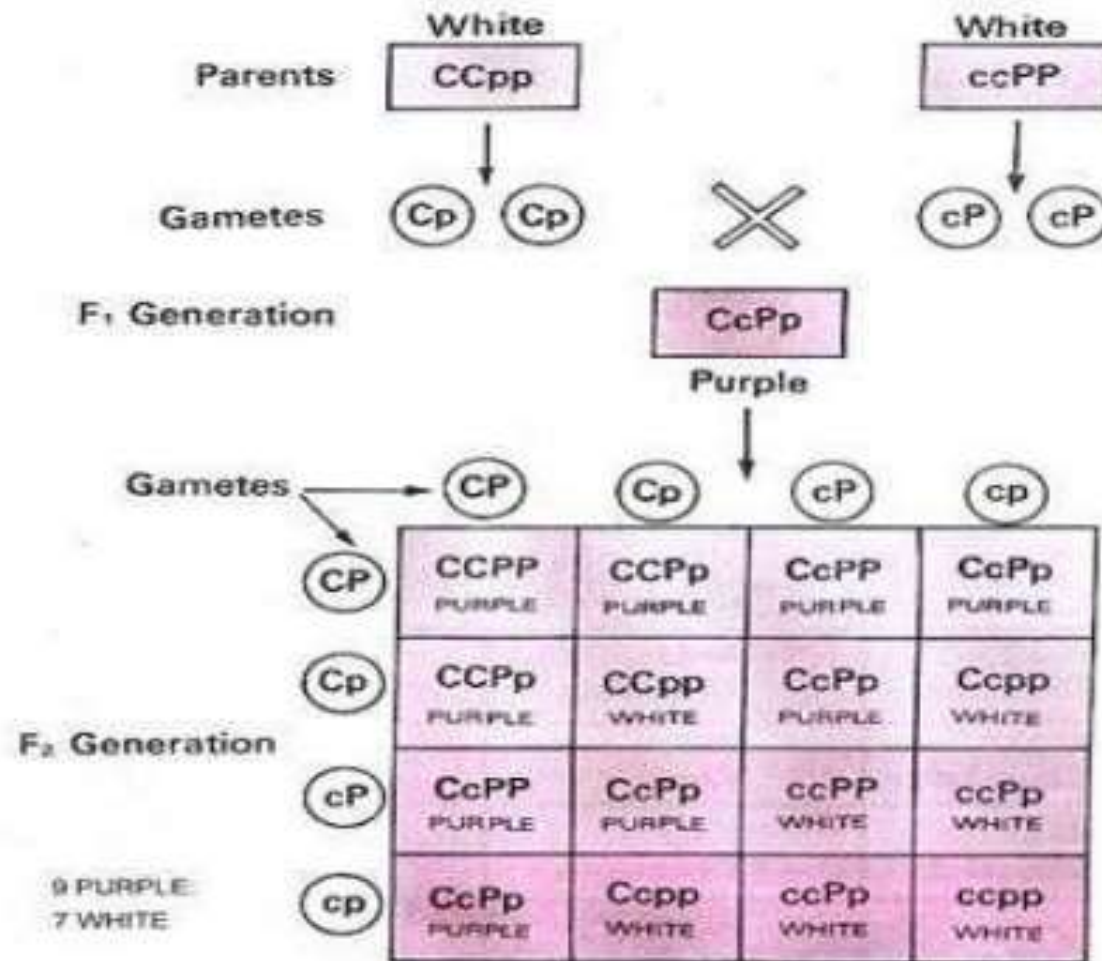 White White
Parents CCpp ccPP
Gametes Cp Cp cP cP
F₁ Generation CcPp
Purple
Gametes CP Cp cP cp
CP CCPP CCPp CcPP CcPp
PURPLE PURPLE PURPLE PURPLE
Cp CCPp CCpp CcPp Ccpp
PURPLE WHITE PURPLE WHITE
F₂ Generation
cP CcPP CcPp ccPP ccPp
PURPLE PURPLE WHITE WHITE
9 PURPLE:
7 WHITE
cp CcPp Ccpp ccPp ccpp
PURPLE WHITE WHITE WHITE